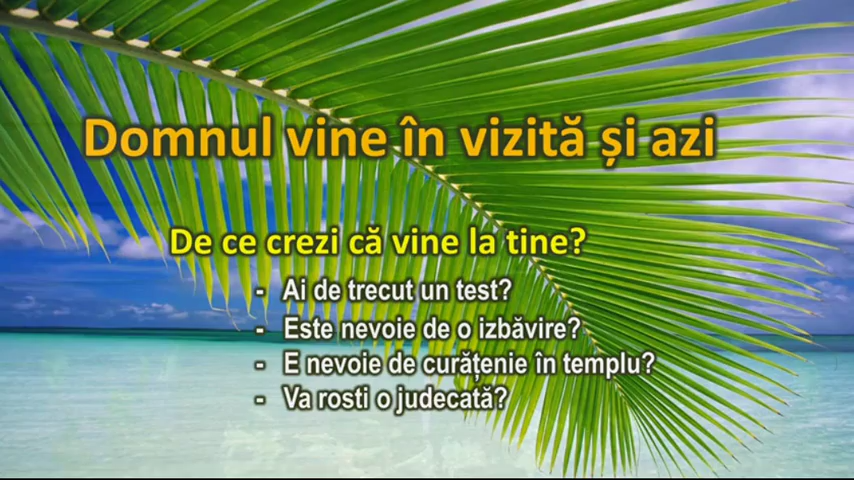 Domnul vine în vizită și azi
De ce crezi că vine la tine?
- Ai de trecut un test?
- Este nevoie de o izbăvire?
- E nevoie de curățenie în templu?
- Va rosti o judecată?